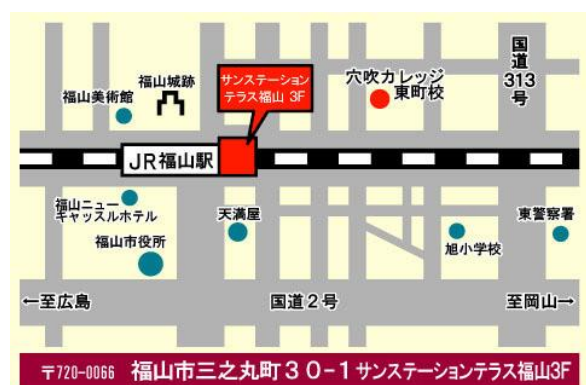 国道313号
サンステーション
テラス福山 3F
穴吹カレッジ
東町校
福山城跡
福山美術館
JR福山駅
福山ニュー
キャッスルホテル
天満屋
東警察署
福山市役所
旭小学校
←至広島
国道2号
至岡山→
〒720-0066 福山市三之丸町30-1サンステーションテラス福山3F